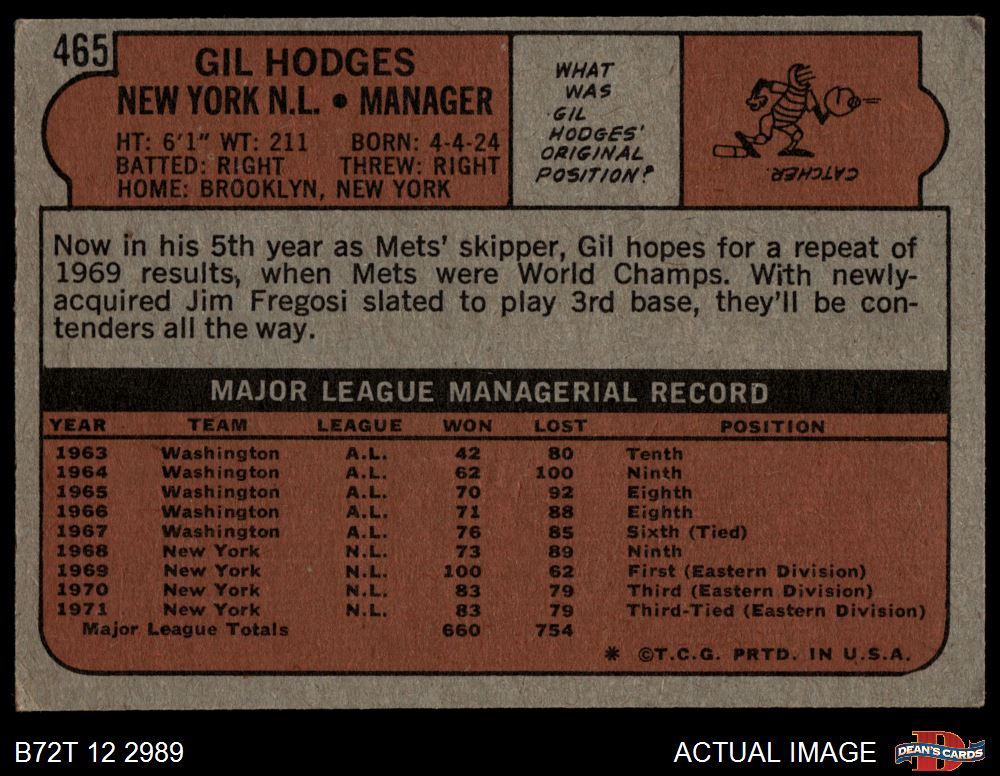 465
GIL HODGES
NEW YORK N.L. • MANAGER
HT: 6'1" WT: 211 BORN: 4-4-24
BATTED: RIGHT THREW: RIGHT
HOME: BROOKLYN, NEW YORK
WHAT
WAS
GIL
HODGES'
ORIGINAL
POSITION?
CATCHER.
Now in his 5th year as Mets' skipper, Gil hopes for a repeat of
1969 results, when Mets were World Champs. With newly-
acquired Jim Fregosi slated to play 3rd base, they'll be con-
tenders all the way.
MAJOR LEAGUE MANAGERIAL RECORD
YEAR TEAM LEAGUE WON LOST POSITION
1963 Washington A.L. 42 80 Tenth
1964 Washington A.L. 62 100 Ninth
1965 Washington A.L. 70 92 Eighth
1966 Washington A.L. 71 88 Eighth
1967 Washington A.L. 76 85 Sixth (Tied)
1968 New York N.L. 73 89 Ninth
1969 New York N.L. 100 62 First (Eastern Division)
1970 New York N.L. 83 79 Third (Eastern Division)
1971 New York N.L. 83 79 Third-Tied (Eastern Division)
Major League Totals 660 754
* ©T.C.G. PRTD. IN U.S.A.
B72T 12 2989
ACTUAL IMAGE
D
DEAN'S CARDS